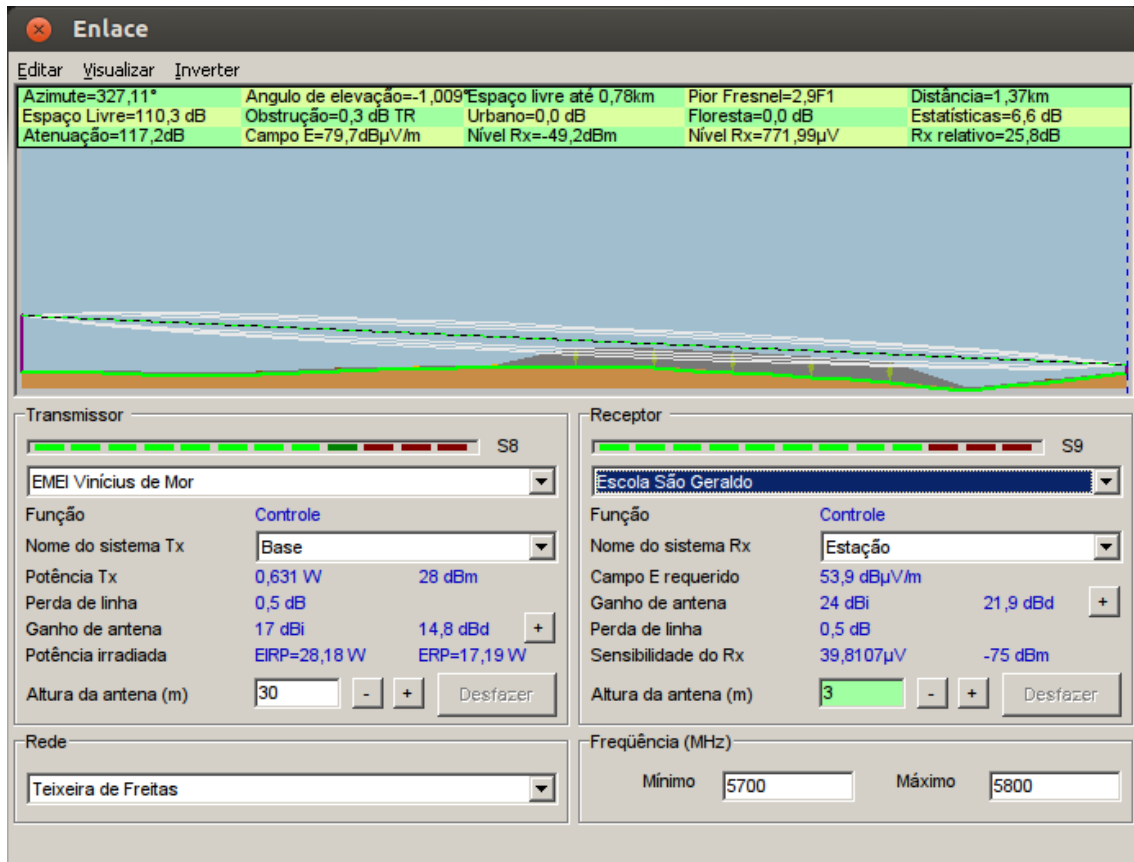 Enlace
Editar Visualizar Inverter
Azimute=327,11° Angulo de elevação=-1,009° Espaço livre até 0,78km Pior Fresnel=2,9F1 Distância=1,37km
Espaço Livre=110,3 dB Obstrução=0,3 dB TR Urbano=0,0 dB Floresta=0,0 dB Estatísticas=6,6 dB
Atenuação=117,2dB Campo E=79,7dBµV/m Nível Rx=-49,2dBm Nível Rx=771,99µV Rx relativo=25,8dB
Transmissor
S8
EMEI Vinícius de Mor
Função Controle
Nome do sistema Tx Base
Potência Tx 0,631 W 28 dBm
Perda de linha 0,5 dB
Ganho de antena 17 dBi 14,8 dBd +
Potência irradiada EIRP=28,18 W ERP=17,19 W
Altura da antena (m) 30 - + Desfazer
Receptor
S9
Escola São Geraldo
Função Controle
Nome do sistema Rx Estação
Campo E requerido 53,9 dBµV/m
Ganho de antena 24 dBi 21,9 dBd +
Perda de linha 0,5 dB
Sensibilidade do Rx 39,8107µV -75 dBm
Altura da antena (m) 3 - + Desfazer
Rede
Teixeira de Freitas
Freqüência (MHz)
Mínimo 5700 Máximo 5800